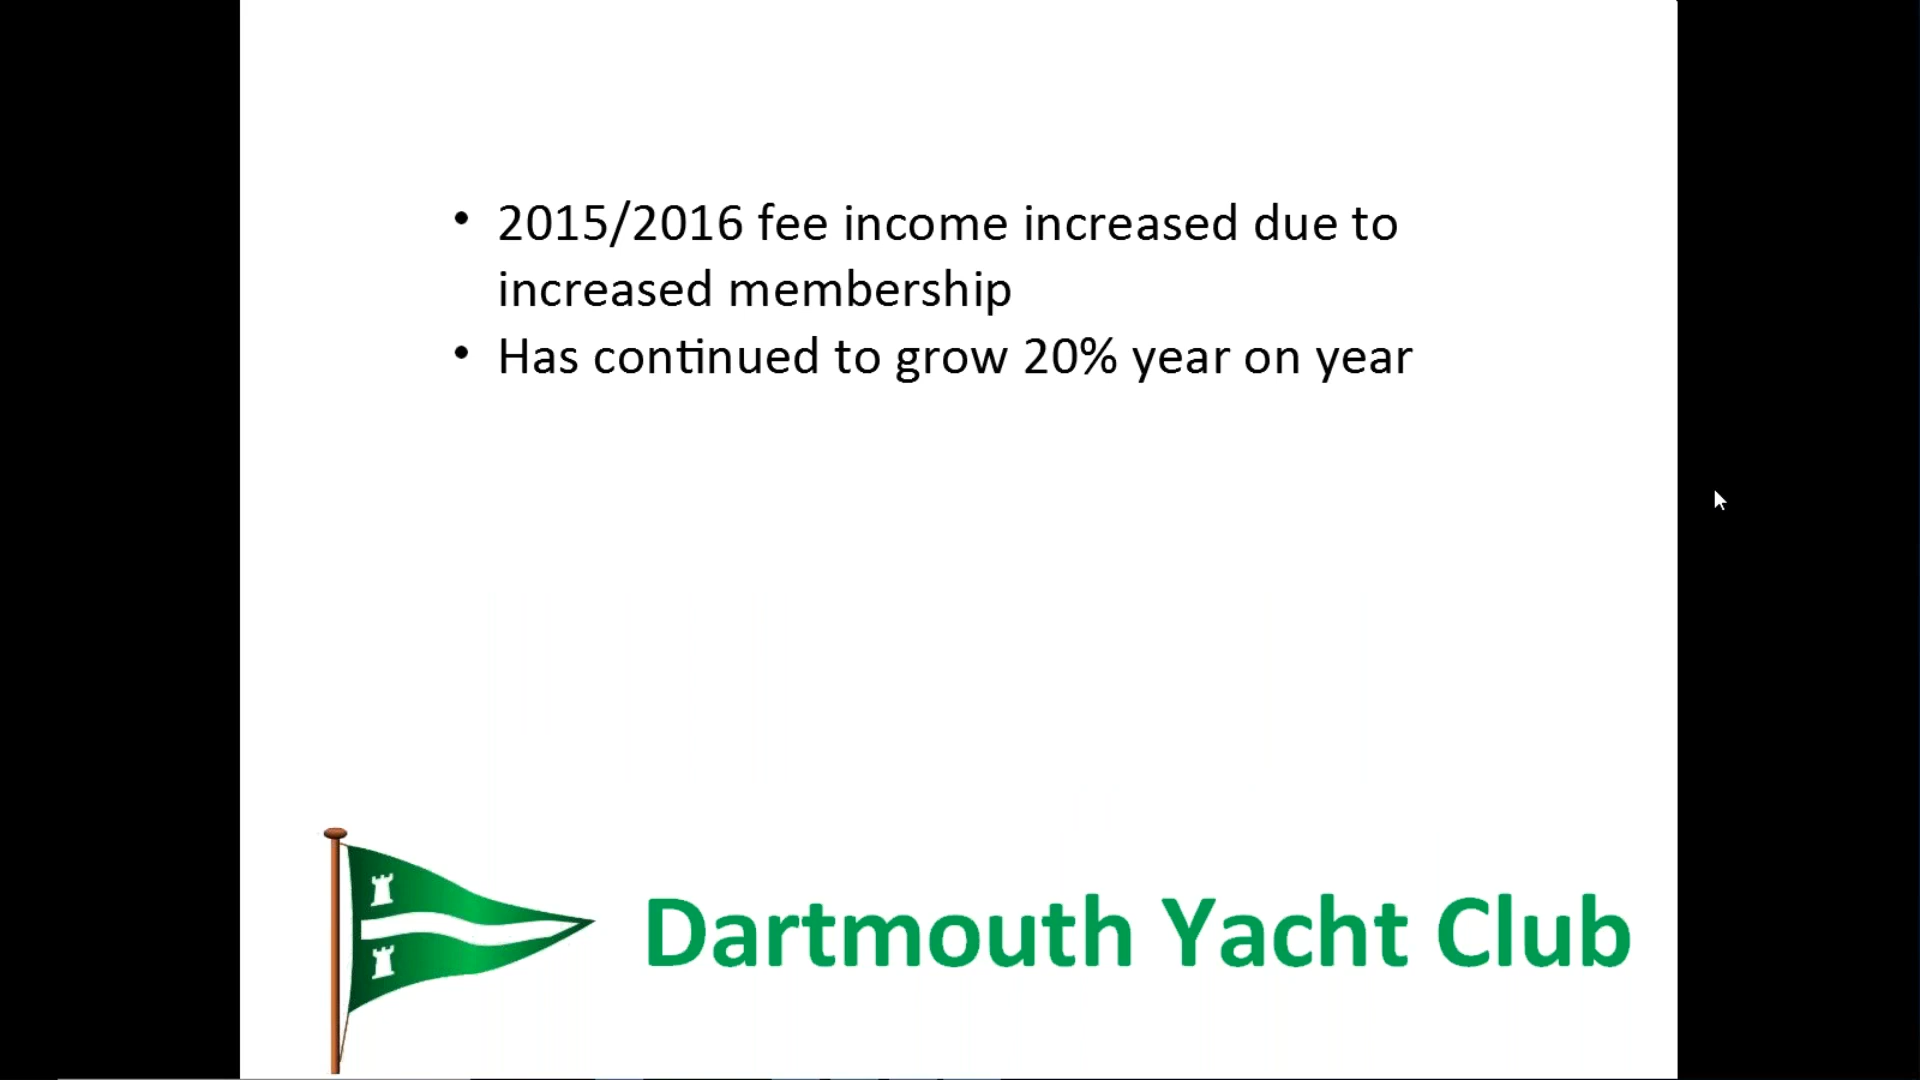 • 2015/2016 fee income increased due to
increased membership
• Has continued to grow 20% year on year
Dartmouth Yacht Club